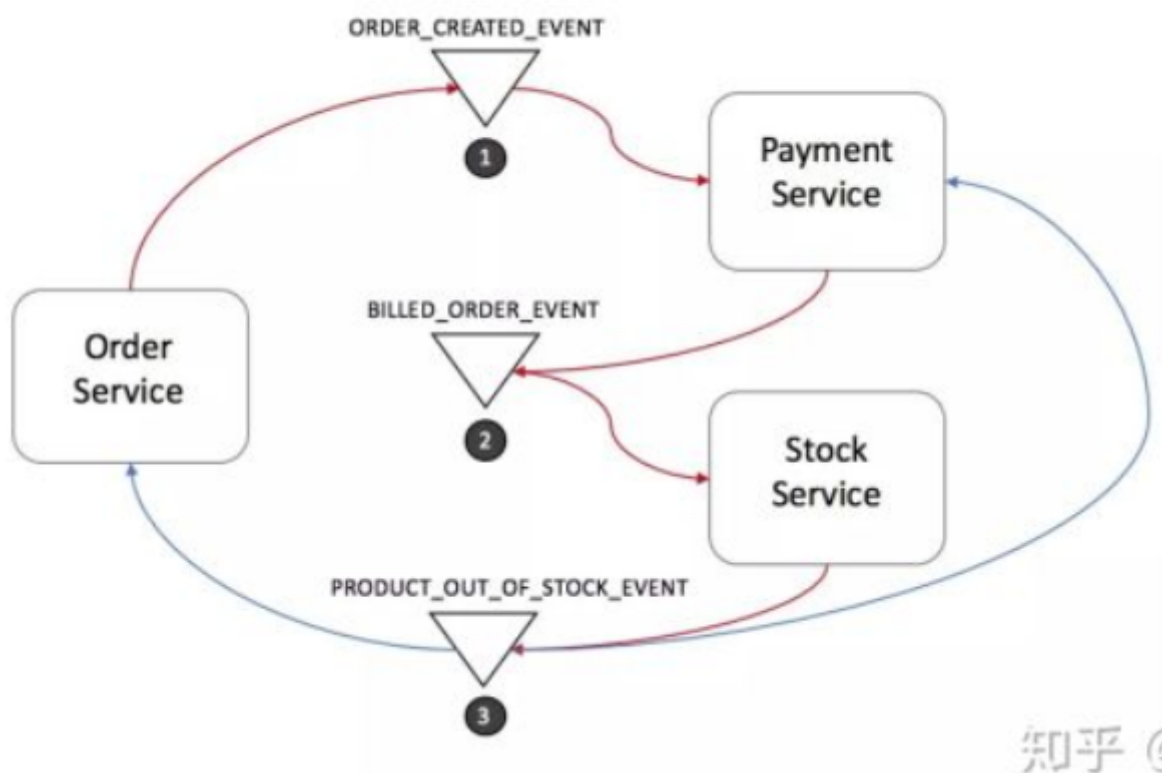 ORDER_CREATED_EVENT
1
Payment
Service
BILLED_ORDER_EVENT
Order
Service
2
Stock
Service
PRODUCT_OUT_OF_STOCK_EVENT
3
知乎 @